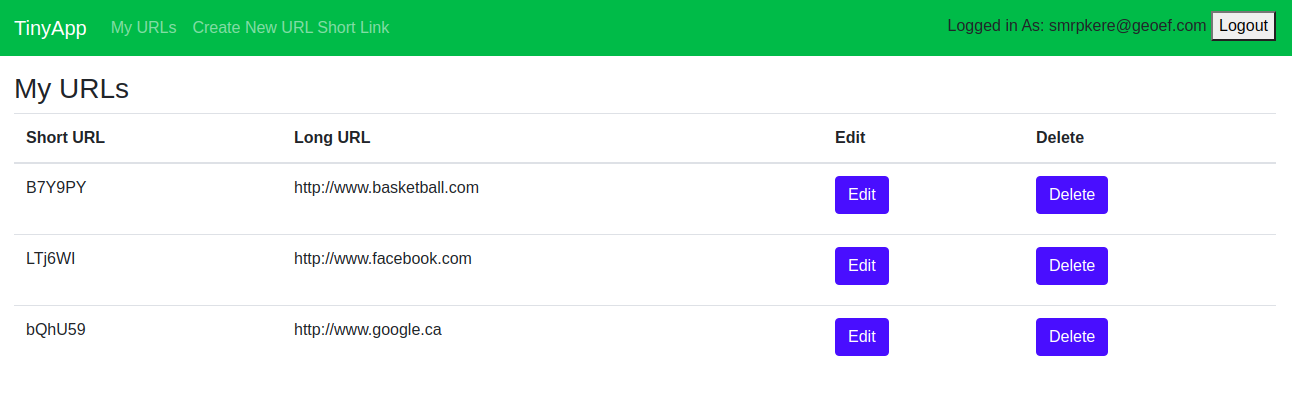 TinyApp My URLs Create New URL Short Link Logged in As: smrpkere@geoef.com Logout
My URLs
Short URL Long URL Edit Delete
B7Y9PY http://www.basketball.com Edit Delete
LTj6WI http://www.facebook.com Edit Delete
bQhU59 http://www.google.ca Edit Delete